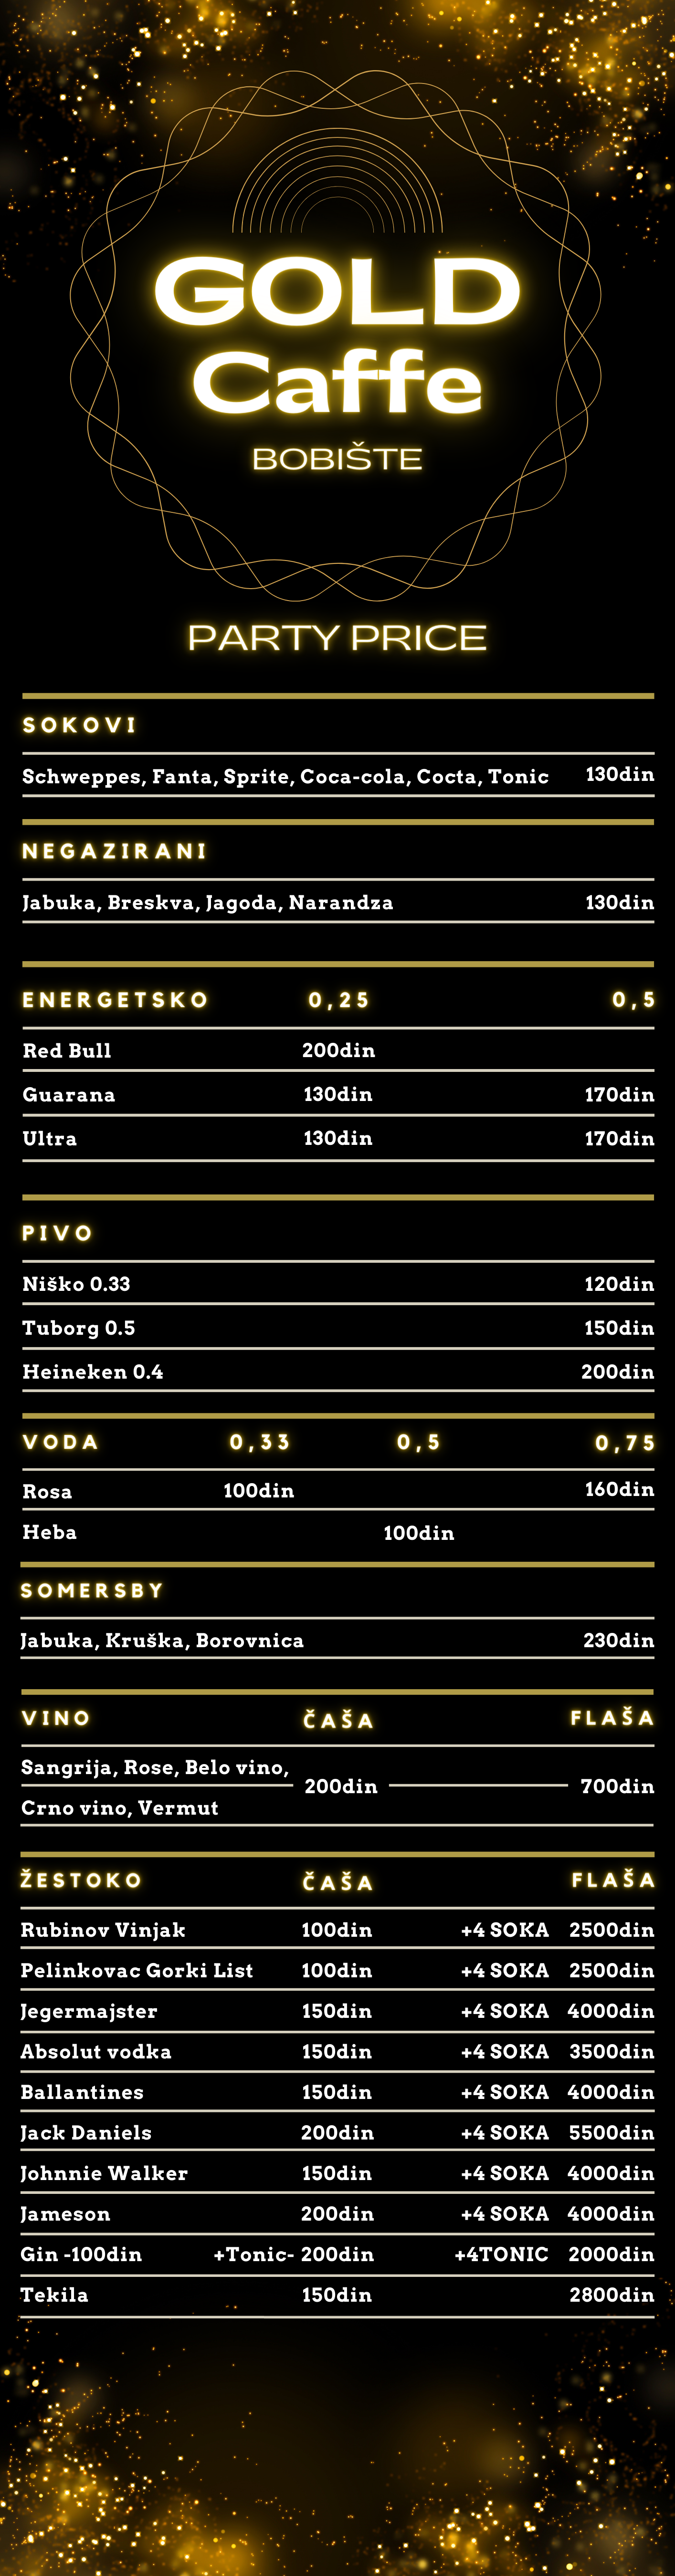 GOLD
Caffe
BOBIŠTE
PARTY PRICE
SOKOVI
Schweppes, Fanta, Sprite, Coca-cola, Cocta, Tonic 130din
NEGAZIRANI
Jabuka, Breskva, Jagoda, Narandza 130din
ENERGETSKO 0,25 0,5
Red Bull 200din
Guarana 130din 170din
Ultra 130din 170din
PIVO
Niško 0.33 120din
Tuborg 0.5 150din
Heineken 0.4 200din
VODA 0,33 0,5 0,75
Rosa 100din 160din
Heba 100din
SOMERSBY
Jabuka, Kruška, Borovnica 230din
VINO ČAŠA FLAŠA
Sangrija, Rose, Belo vino,
200din 700din
Crno vino, Vermut
ŽESTOKO ČAŠA FLAŠA
Rubinov Vinjak 100din +4 SOKA 2500din
Pelinkovac Gorki List 100din +4 SOKA 2500din
Jegermajster 150din +4 SOKA 4000din
Absolut vodka 150din +4 SOKA 3500din
Ballantines 150din +4 SOKA 4000din
Jack Daniels 200din +4 SOKA 5500din
Johnnie Walker 150din +4 SOKA 4000din
Jameson 200din +4 SOKA 4000din
Gin -100din +Tonic- 200din +4TONIC 2000din
Tekila 150din 2800din